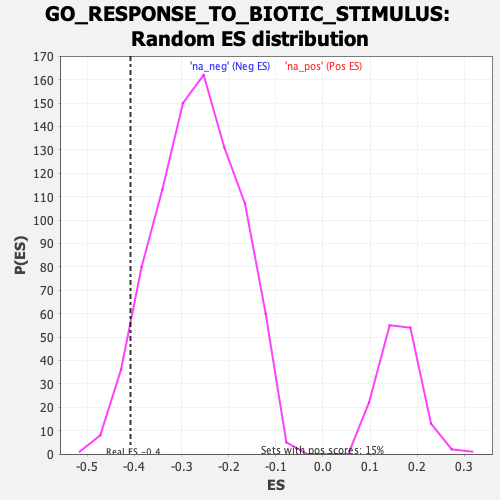 GO_RESPONSE_TO_BIOTIC_STIMULUS:
Random ES distribution
'na_neg' (Neg ES) 'na_pos' (Pos ES)
170
160
150
140
130
120
110
100
90
80
70
60
50
40
30
20
10
0
P(ES)
Real ES -0.4
Sets with pos scores: 15%
-0.5 -0.4 -0.3 -0.2 -0.1 0.0 0.1 0.2 0.3
ES